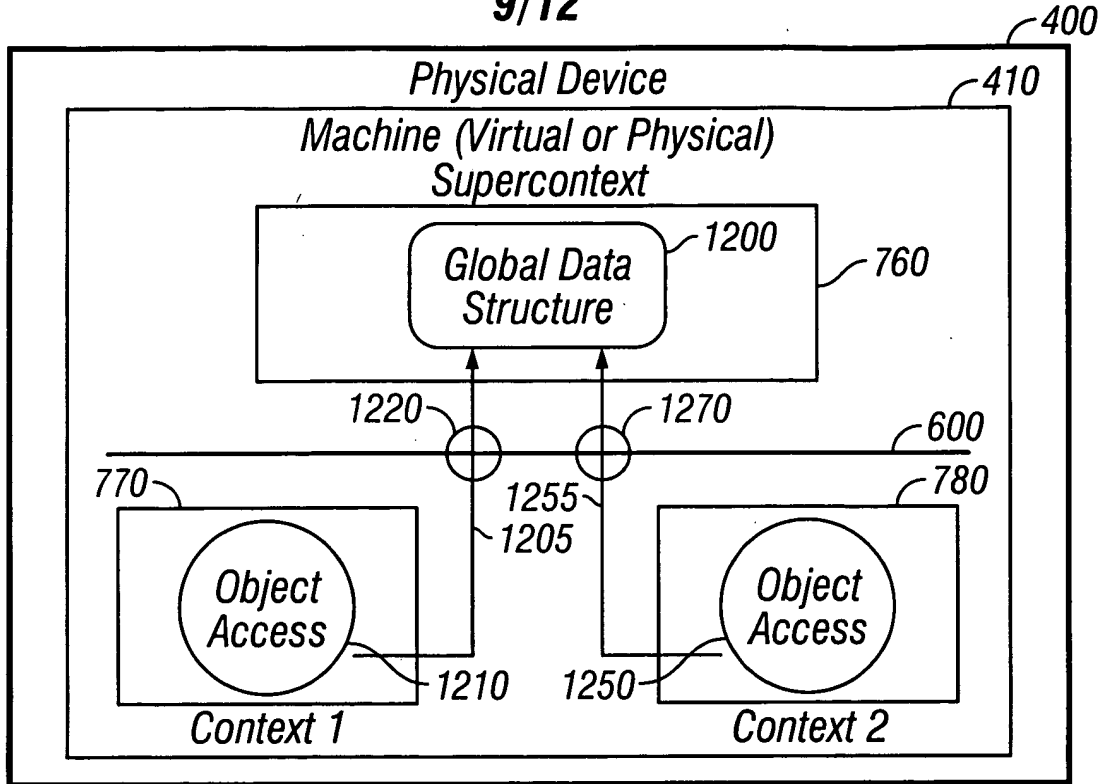 9/12
400
Physical Device
410
Machine (Virtual or Physical)
Supercontext
1200
Global Data
Structure
760
1220
1270
600
770
1255
780
1205
Object
Access
Object
Access
1210
1250
Context 1
Context 2